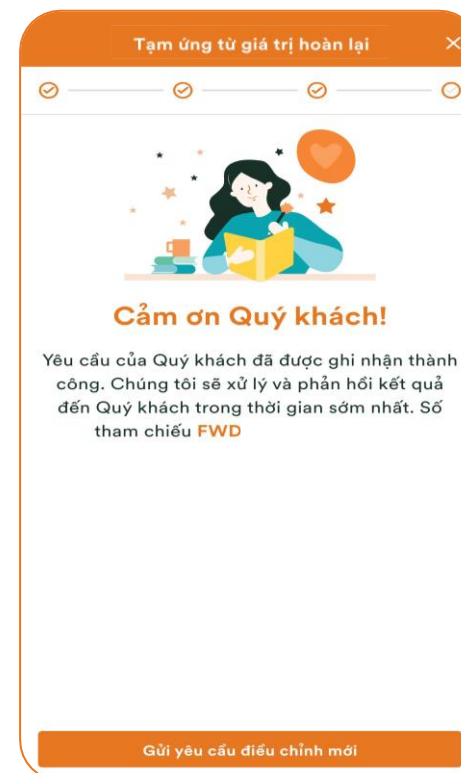 Tạm ứng từ giá trị hoàn lại
Cảm ơn Quý khách!
Yêu cầu của Quý khách đã được ghi nhận thành
công. Chúng tôi sẽ xử lý và phản hồi kết quả
đến Quý khách trong thời gian sớm nhất. Số
tham chiếu FWD
Gửi yêu cầu điều chỉnh mới